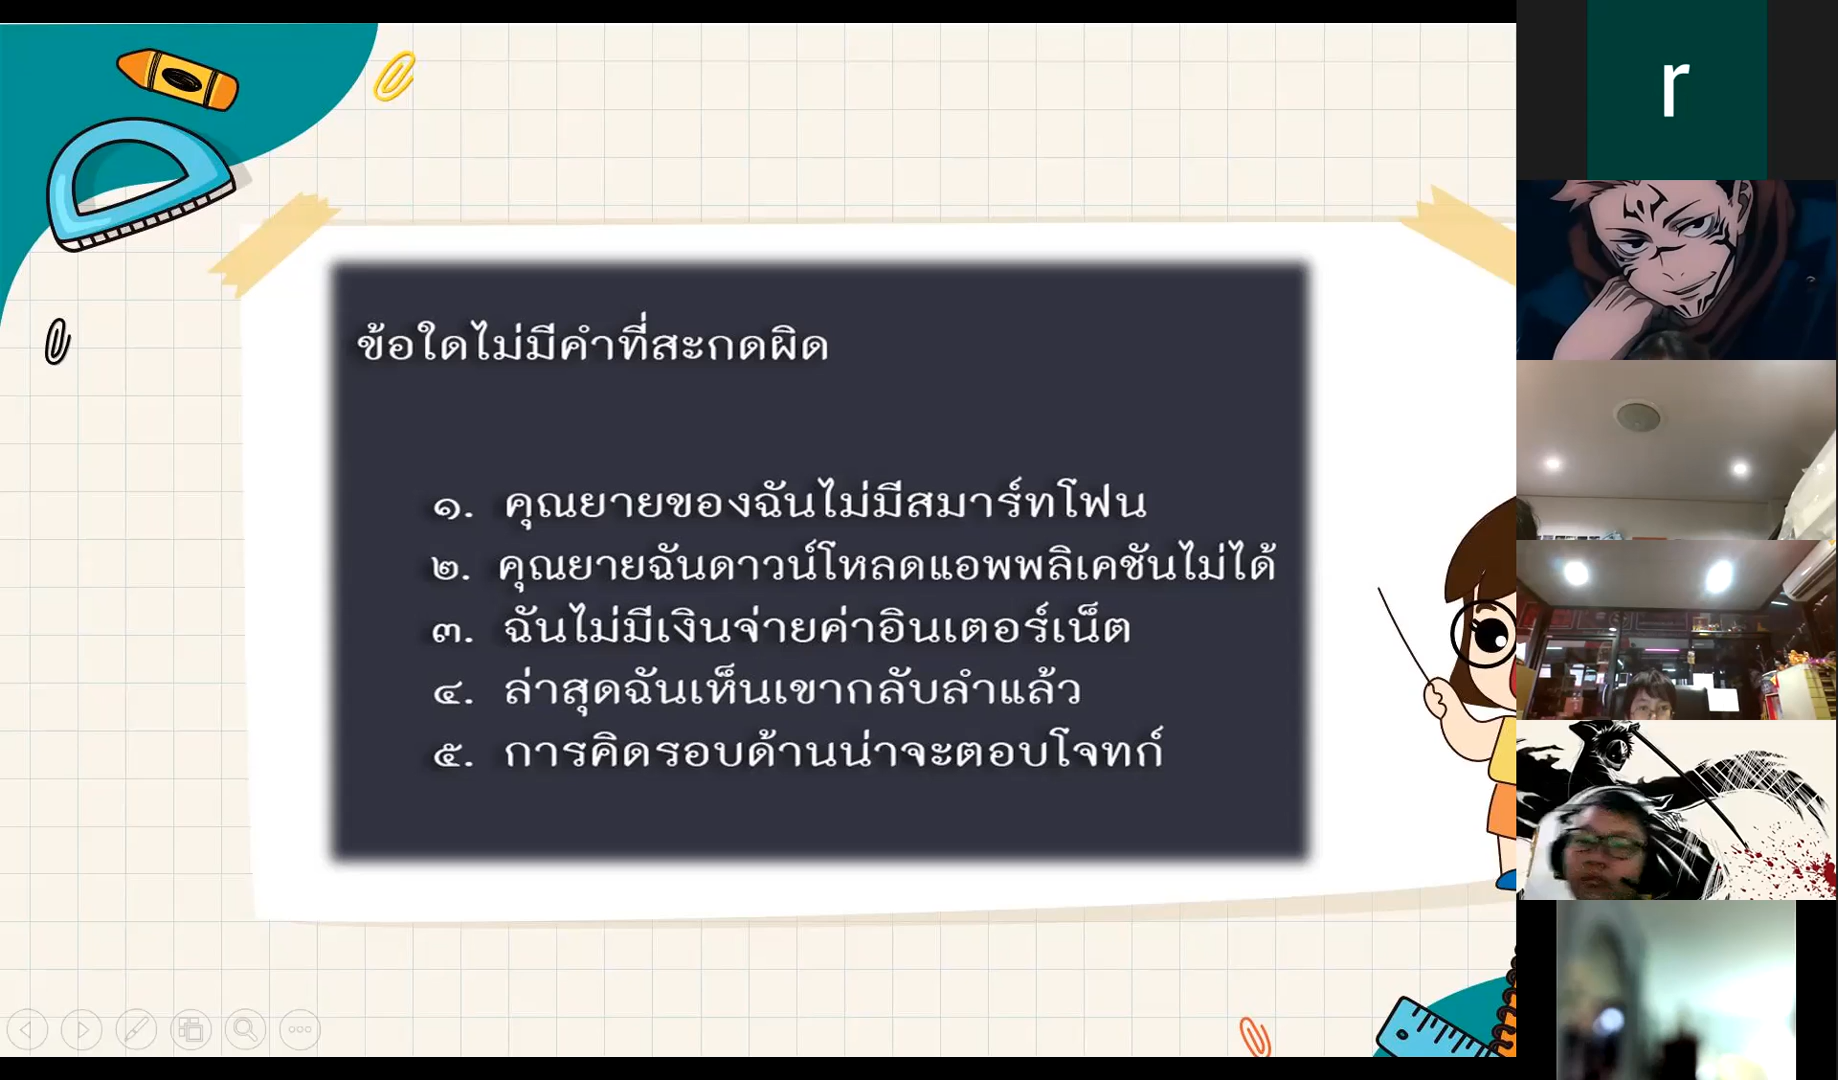 r
ข้อใดไม่มีคำที่สะกดผิด
๑. คุณยายของฉันไม่มีสมาร์ทโฟน
๒. คุณยายฉันดาวน์โหลดแอพพลิเคชันไม่ได้
๓. ฉันไม่มีเงินจ่ายค่าอินเตอร์เน็ต
๔. ล่าสุดฉันเห็นเขากลับลำแล้ว
๕. การคิดรอบด้านน่าจะตอบโจทก์